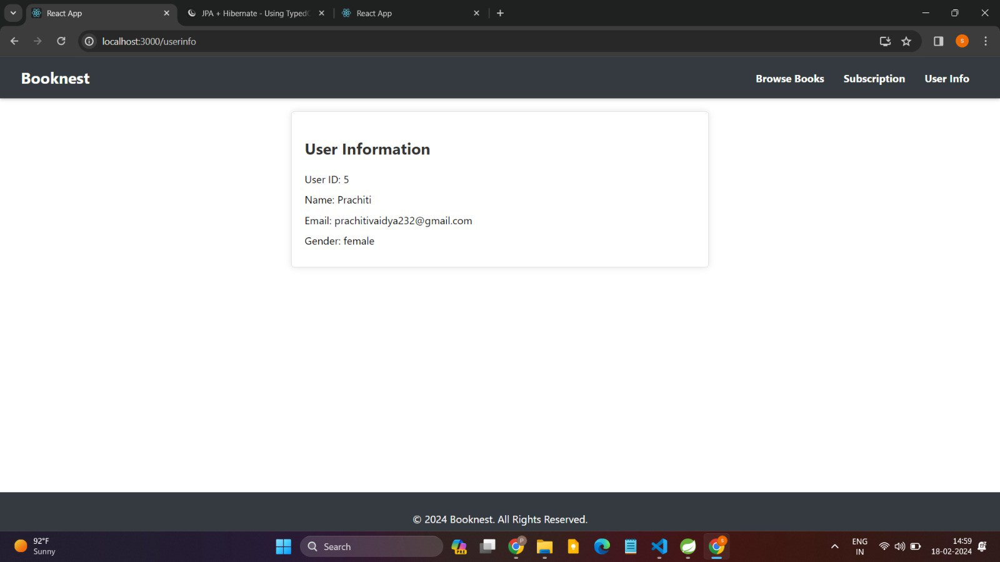 React App
JPA + Hibernate - Using Typed
React App
localhost:3000/userinfo
S
Booknest
Browse Books
Subscription
User Info
User Information
User ID: 5
Name: Prachiti
Email: prachitivaidya232@gmail.com
Gender: female
© 2024 Booknest. All Rights Reserved.
92°F
Sunny
Search
PRE
P
S
ENG
IN
14:59
18-02-2024